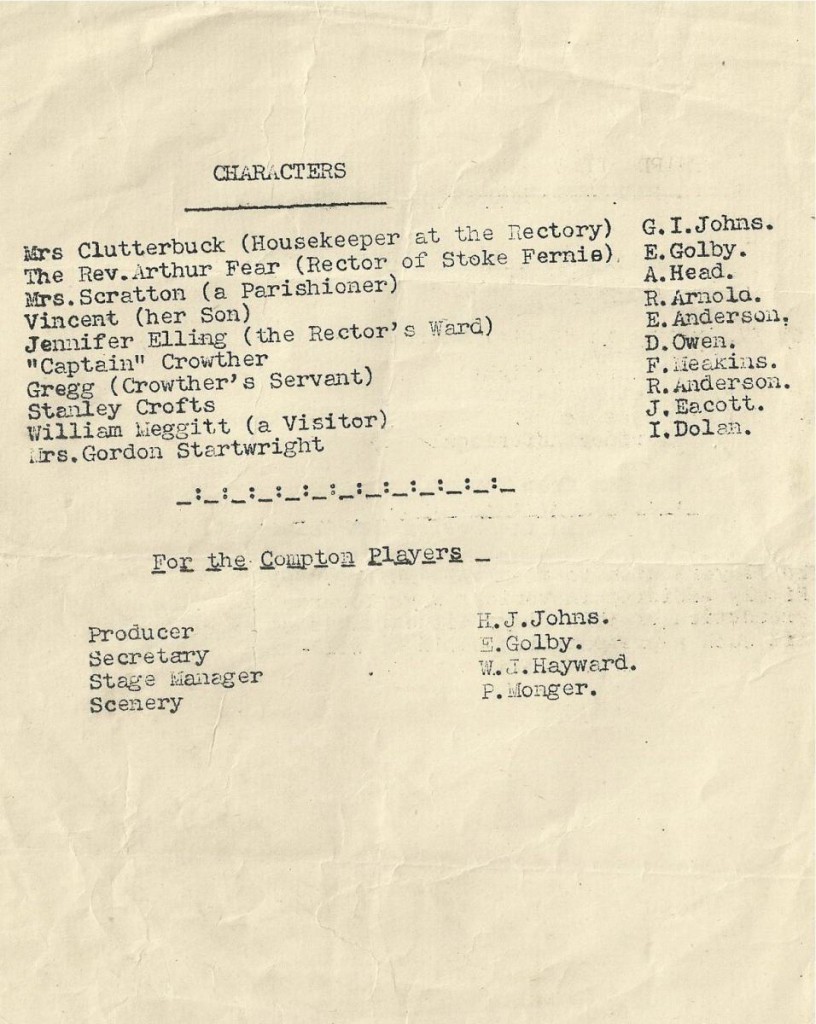 CHARACTERS
Mrs Clutterbuck (Housekeeper at the Rectory) G.I.Johns.
The Rev.Arthur Fear (Rector of Stoke Fernie). E.Golby.
Mrs.Scratton (a Parishioner) A.Head.
Vincent (her Son) R.Arnold.
Jennifer Elling (the Rector's Ward) E.Anderson.
"Captain" Crowther D.Owen.
Gregg (Crowther's Servant) F.Meakins.
Stanley Crofts R.Anderson.
William Meggitt (a Visitor) J.Eacott.
Mrs.Gordon Startwright I.Dolan.
_:_:_:_:_:_:_:_:_:_:_:_:_
For the Compton Players _
Producer H.J.Johns.
Secretary E.Golby.
Stage Manager W.J.Hayward.
Scenery P.Monger.